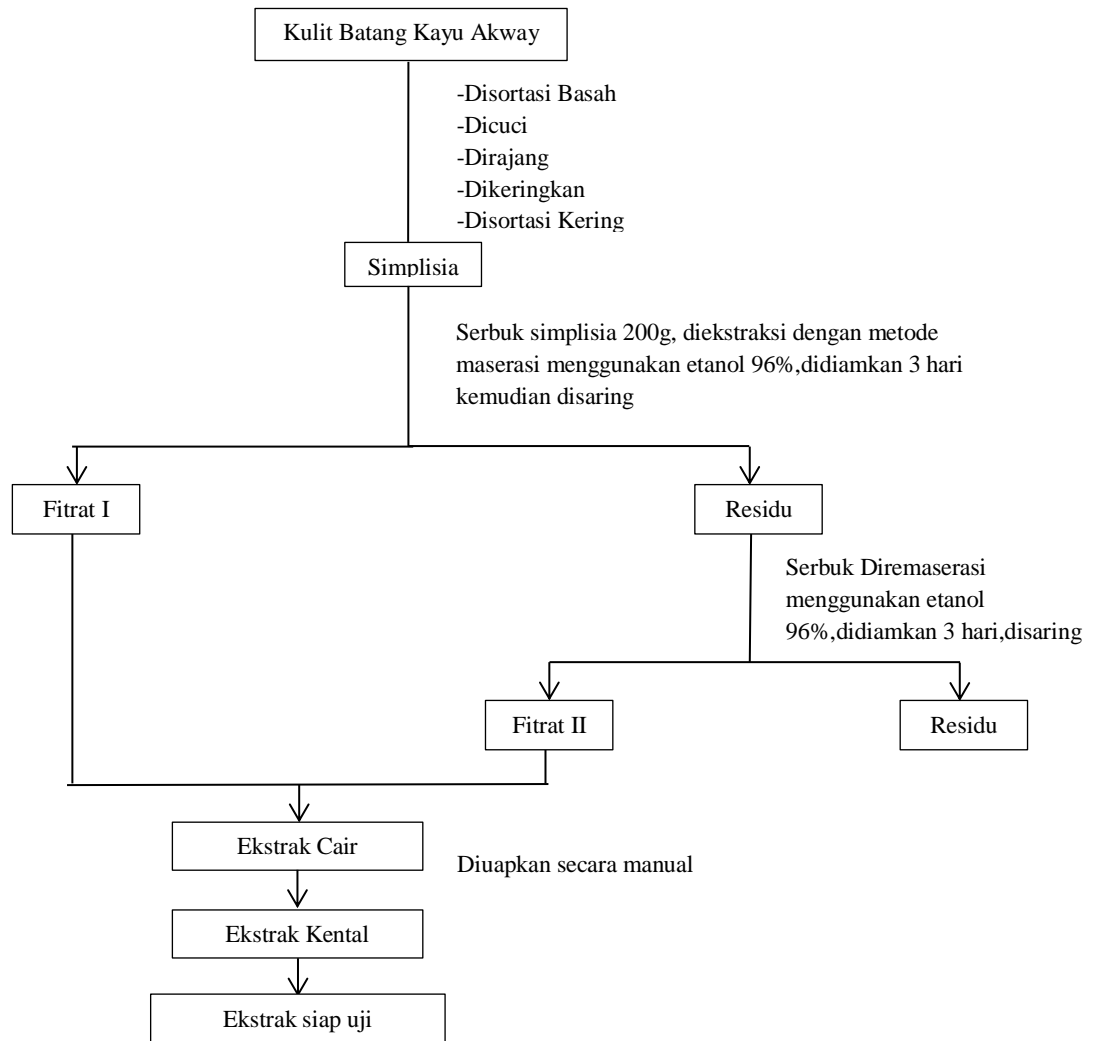 Kulit Batang Kayu Akway
-Disortasi Basah
-Dicuci
-Dirajang
-Dikeringkan
-Disortasi Kering
Simplisia
Serbuk simplisia 200g, diekstraksi dengan metode
maserasi menggunakan etanol 96%,didiamkan 3 hari
kemudian disaring
Fitrat I
Residu
Serbuk Diremaserasi
menggunakan etanol
96%,didiamkan 3 hari,disaring
Fitrat II
Residu
Ekstrak Cair
Diuapkan secara manual
Ekstrak Kental
Ekstrak siap uji